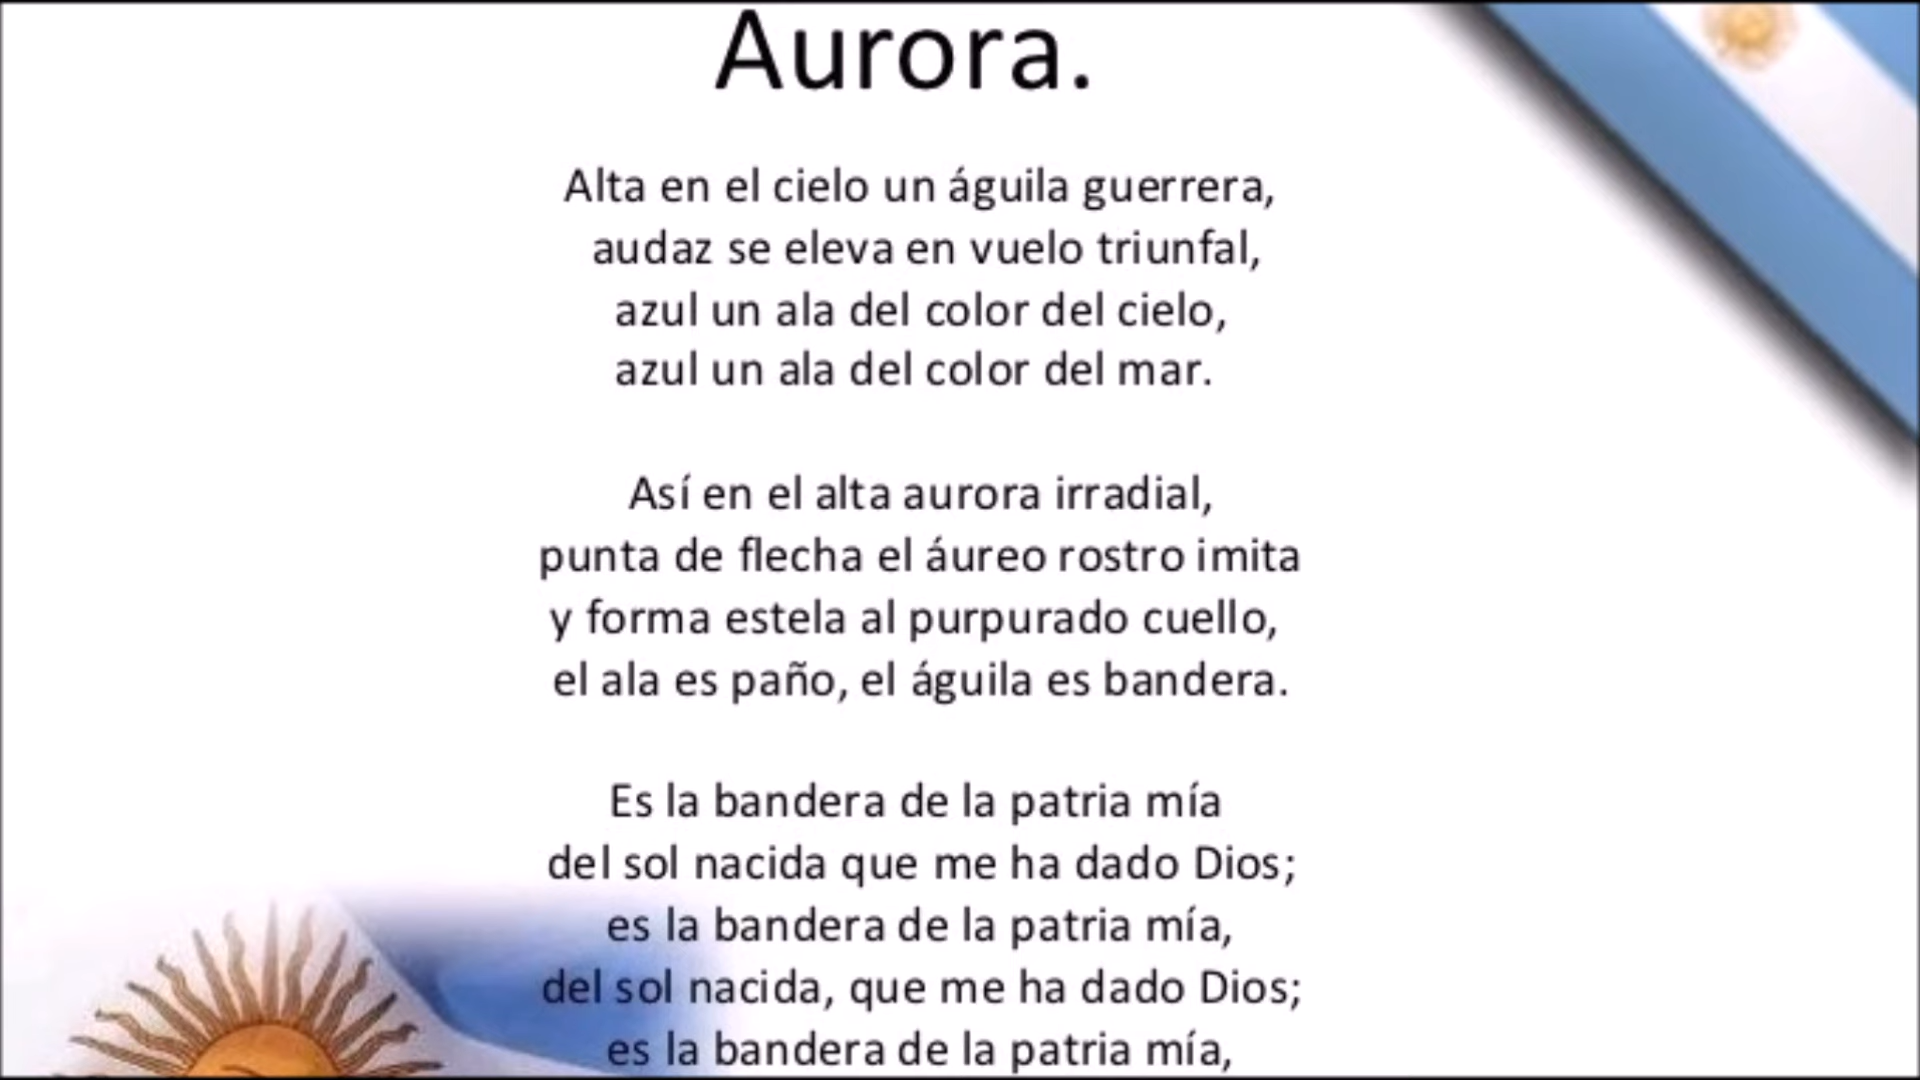 Aurora.
Alta en el cielo un águila guerrera,
audaz se eleva en vuelo triunfal,
azul un ala del color del cielo,
azul un ala del color del mar.
Así en el alta aurora irradial,
punta de flecha el áureo rostro imita
y forma estela al purpurado cuello,
el ala es paño, el águila es bandera.
Es la bandera de la patria mía
del sol nacida que me ha dado Dios;
es la bandera de la patria mía,
del sol nacida, que me ha dado Dios;
es la bandera de la patria mía,